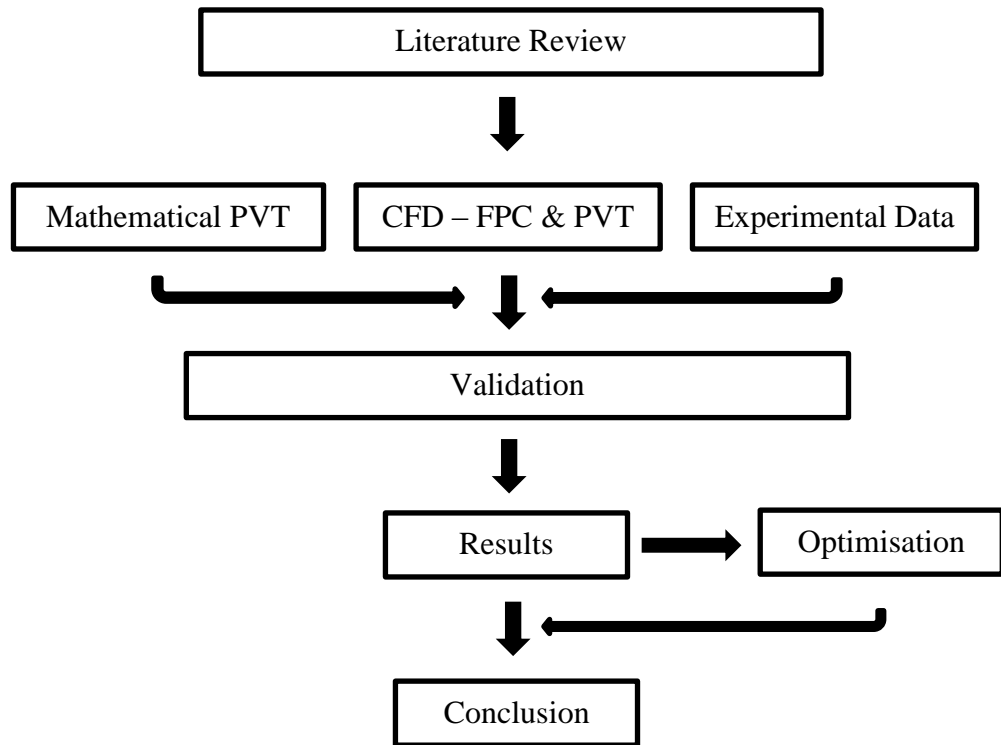 Literature Review
Mathematical PVT
CFD – FPC & PVT
Experimental Data
Validation
Results
Optimisation
Conclusion